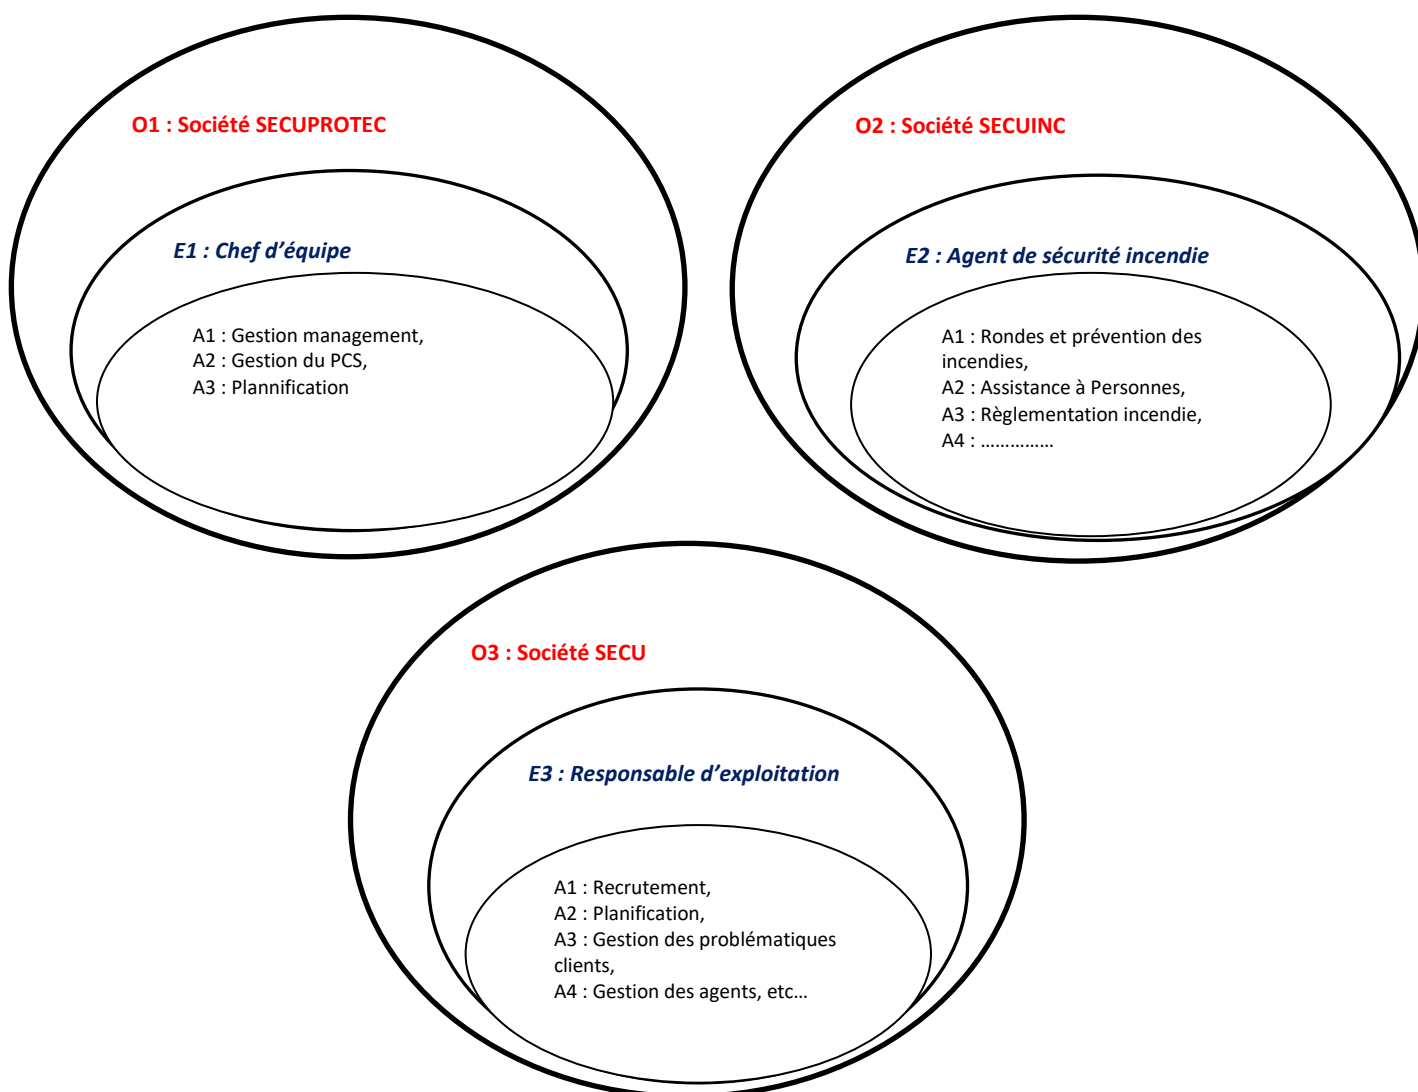 O1 : Société SECUPROTEC
E1 : Chef d’équipe
A1 : Gestion management,
A2 : Gestion du PCS,
A3 : Plannification
O2 : Société SECUINC
E2 : Agent de sécurité incendie
A1 : Rondes et prévention des
incendies,
A2 : Assistance à Personnes,
A3 : Règlementation incendie,
A4 : ……………
O3 : Société SECU
E3 : Responsable d’exploitation
A1 : Recrutement,
A2 : Planification,
A3 : Gestion des problématiques
clients,
A4 : Gestion des agents, etc…